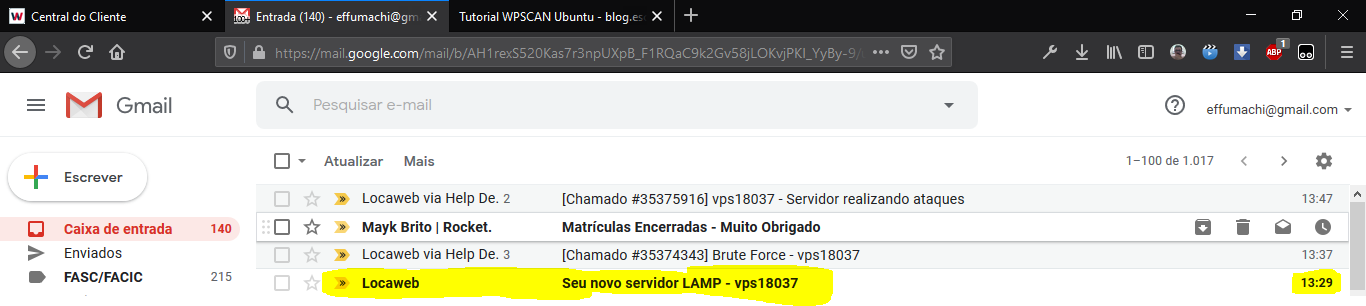 Central do Cliente
Entrada (140) - effumachi@gma
Tutorial WPSCAN Ubuntu - blog.es
https://mail.google.com/mail/b/AH1rexS520Kas7r3npUXpB_F1RQaC9k2Gv58jLOKvjPKI_YyBy-9/
ABP 1
Gmail
Pesquisar e-mail
effumachi@gmail.com
Escrever
Atualizar Mais
1–100 de 1.017
Caixa de entrada 140
Enviados
FASC/FACIC 215
Locaweb via Help De. 2 [Chamado #35375916] vps18037 - Servidor realizando ataques 13:47
Mayk Brito | Rocket. Matrículas Encerradas - Muito Obrigado
Locaweb via Help De. 3 [Chamado #35374343] Brute Force - vps18037 13:37
Locaweb Seu novo servidor LAMP - vps18037 13:29